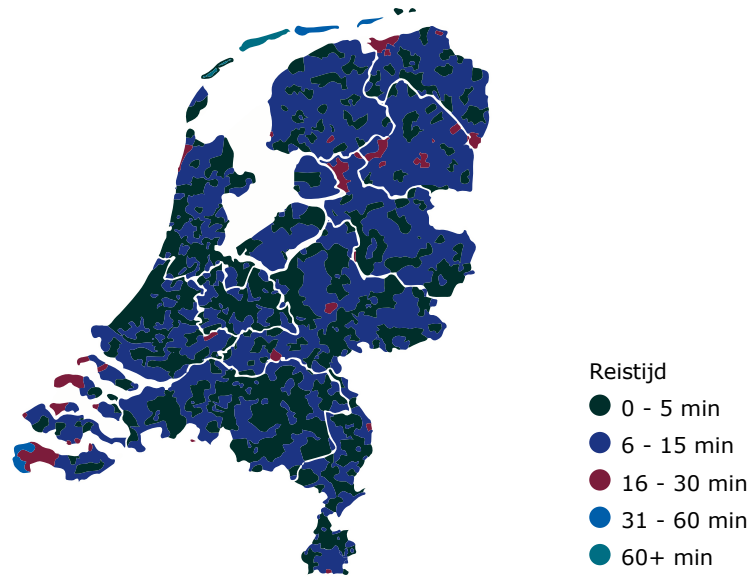 Reistijd
0 - 5 min
6 - 15 min
16 - 30 min
31 - 60 min
60+ min